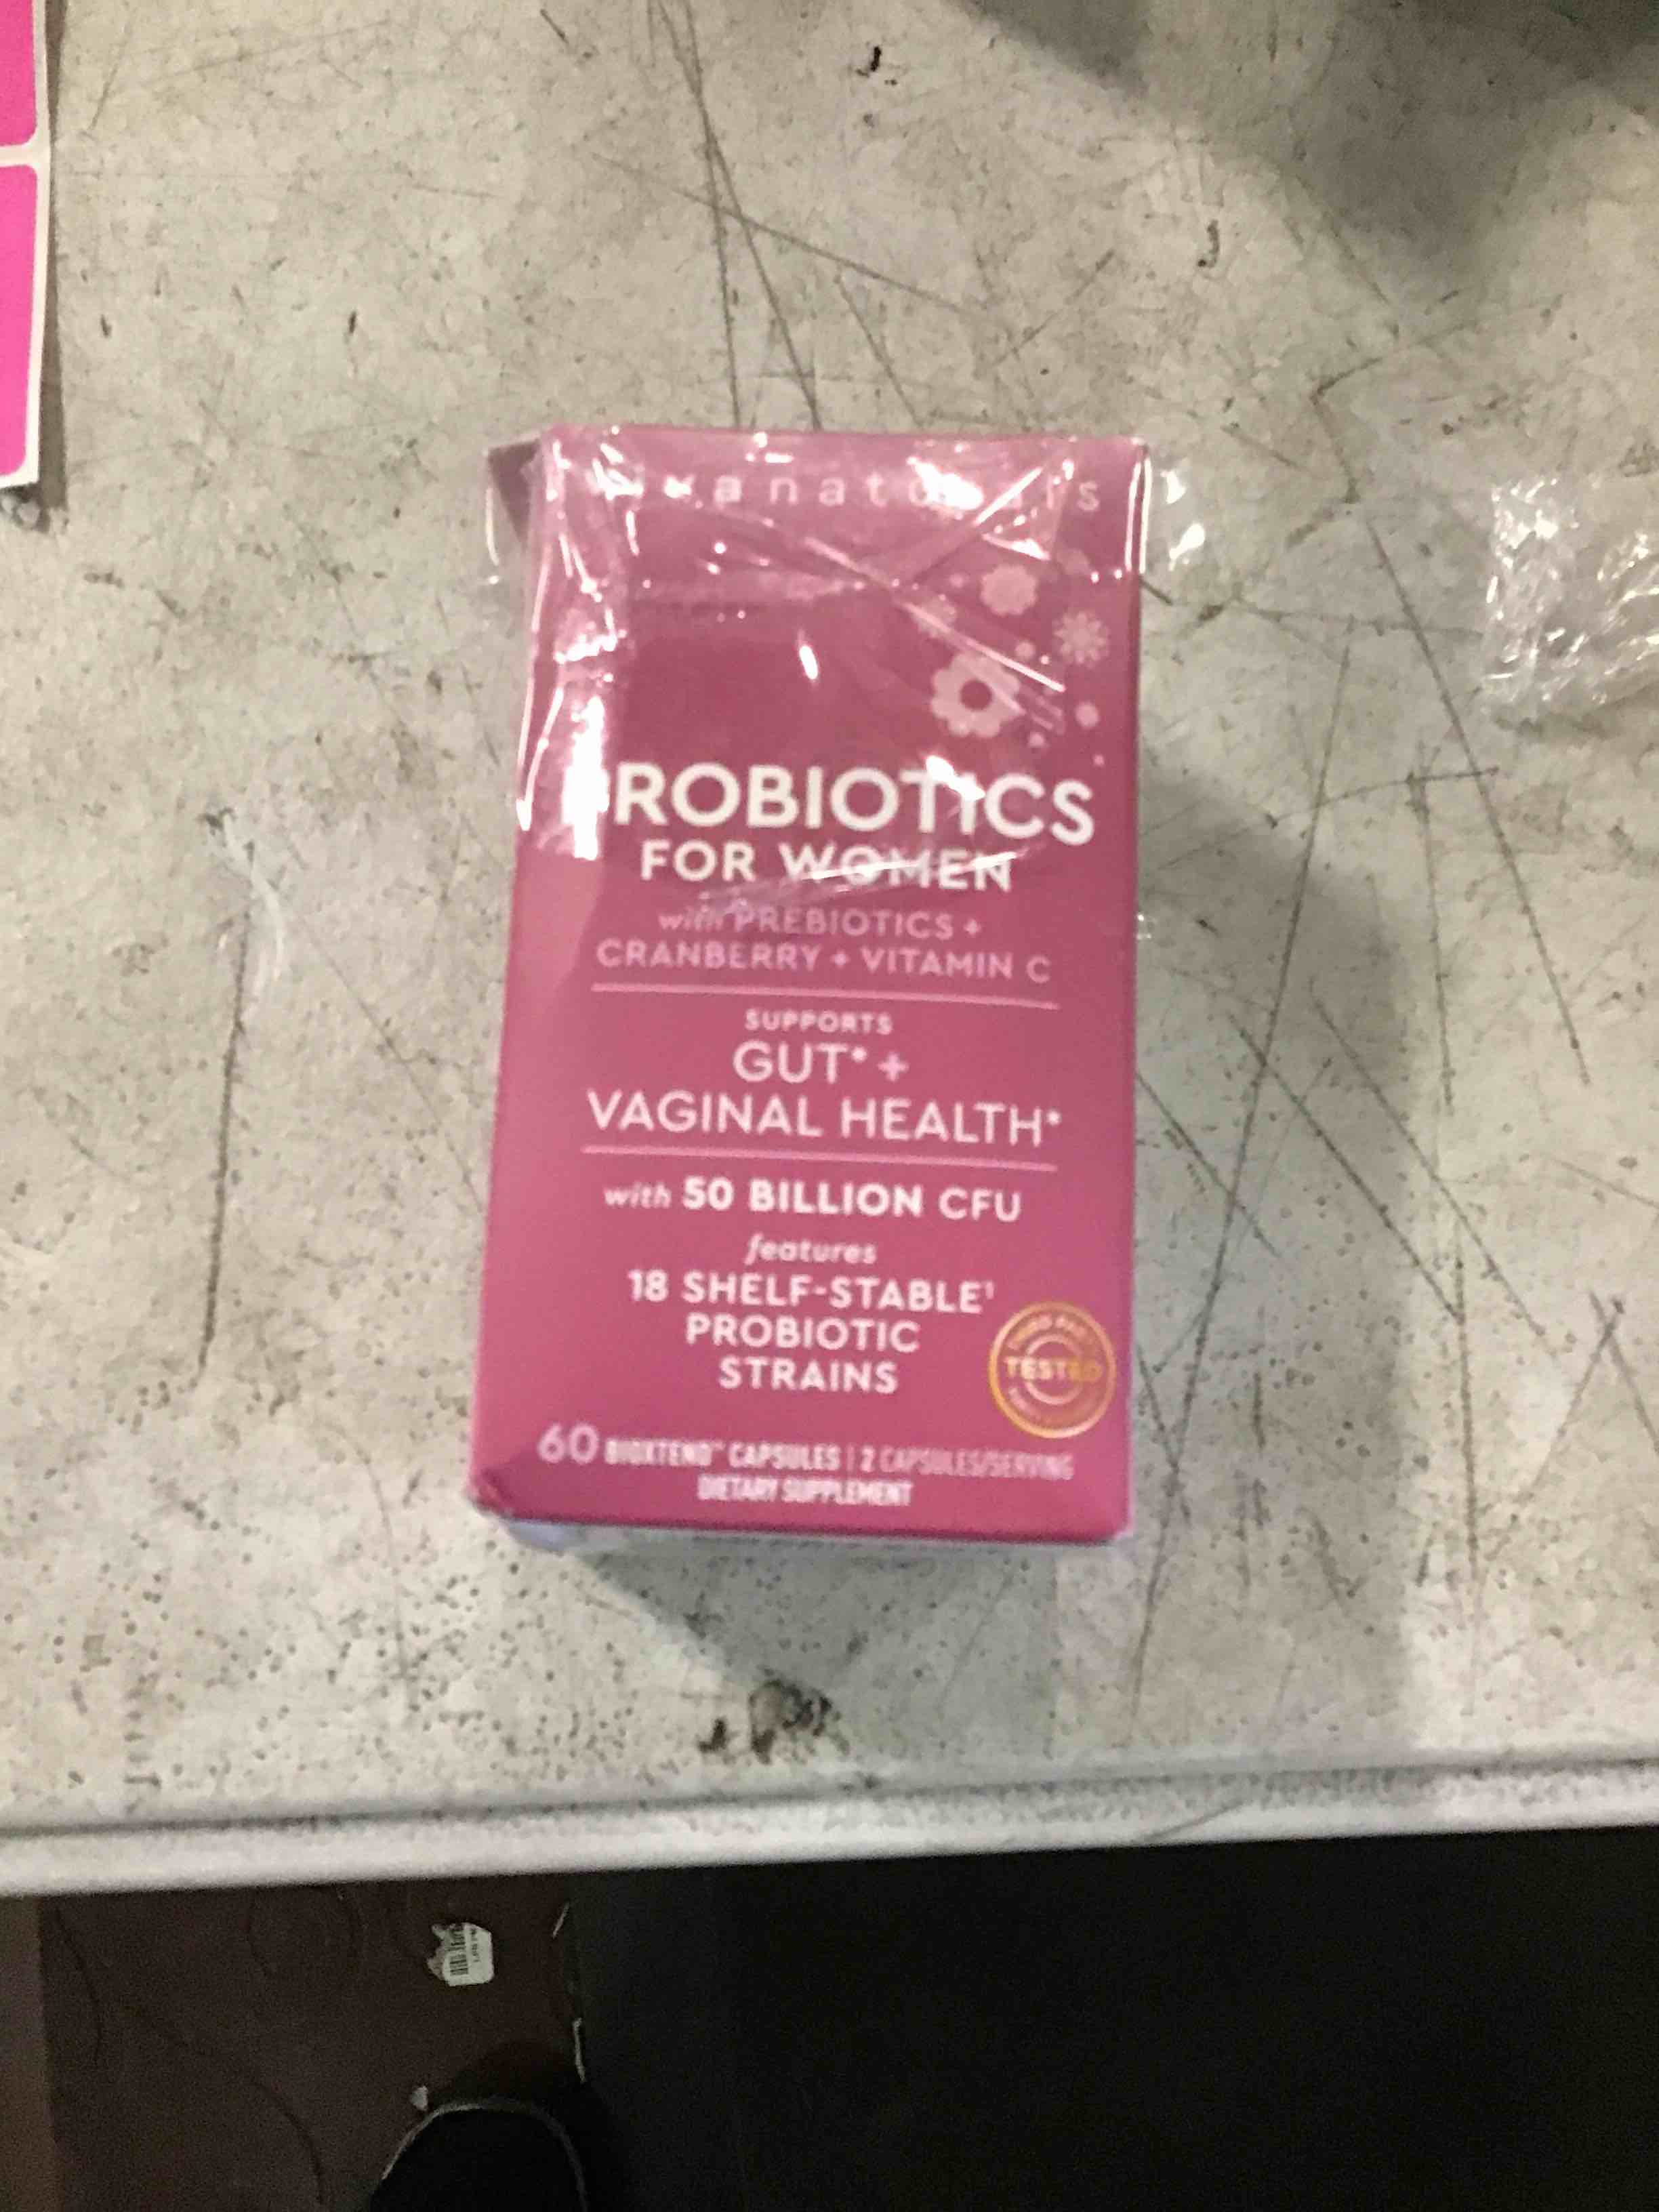 PROBIOTICS
FOR WOMEN
with PREBIOTICS +
CRANBERRY + VITAMIN C
SUPPORTS
GUT* +
VAGINAL HEALTH*
with 50 BILLION CFU
features
18 SHELF-STABLE†
PROBIOTIC
STRAINS
TESTED
60 BIOXTEND™ CAPSULES | 2 CAPSULES/SERVING
DIETARY SUPPLEMENT